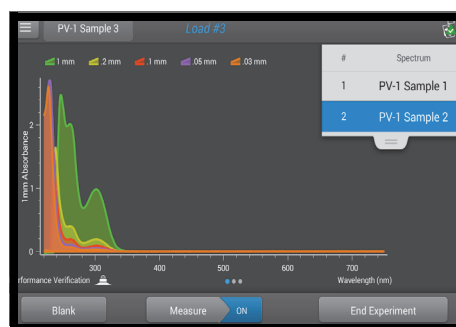 PV-1 Sample 3
Load #3
1 mm .2 mm .1 mm .05 mm .03 mm
# Spectrum
1 PV-1 Sample 1
2 PV-1 Sample 2
1mm Absorbance
2
1
0
300 400 500 600 700
rformance Verification
Wavelength (nm)
Blank Measure ON End Experiment